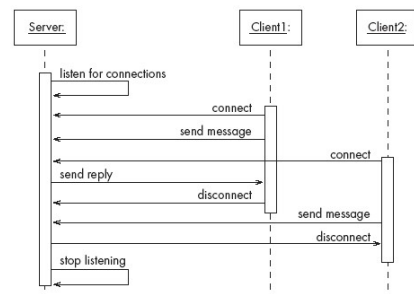 Server:
Client1:
Client2:
listen for connections
connect
send message
connect
send reply
disconnect
send message
disconnect
stop listening